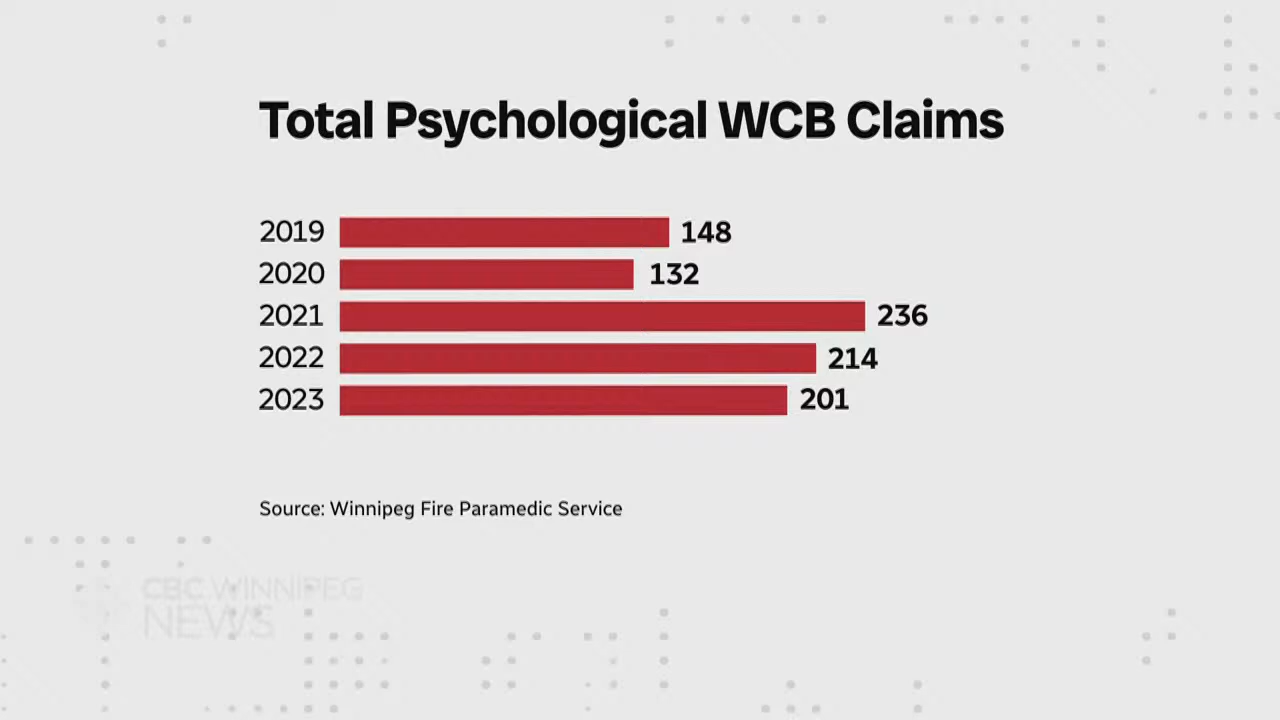 Total Psychological WCB Claims
2019 148
2020 132
2021 236
2022 214
2023 201
Source: Winnipeg Fire Paramedic Service
CBC WINNIPEG
NEWS